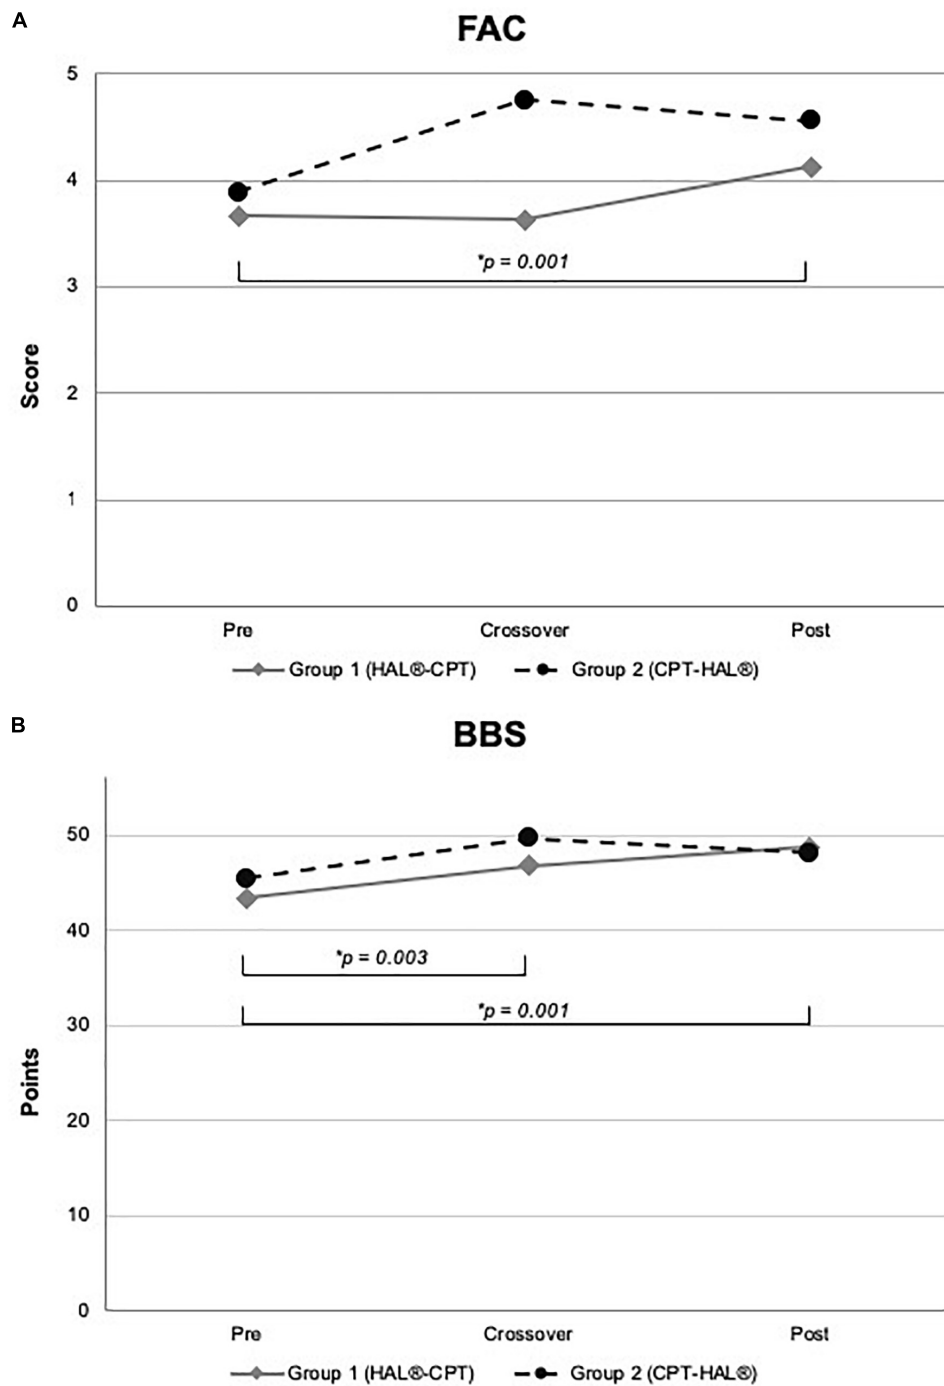 A
FAC
5
4
*p = 0.001
3
Score
2
1
0
Pre Crossover Post
Group 1 (HAL®-CPT) Group 2 (CPT-HAL®)
B
BBS
50
40
*p = 0.003
*p = 0.001
30
Points
20
10
0
Pre Crossover Post
Group 1 (HAL®-CPT) Group 2 (CPT-HAL®)